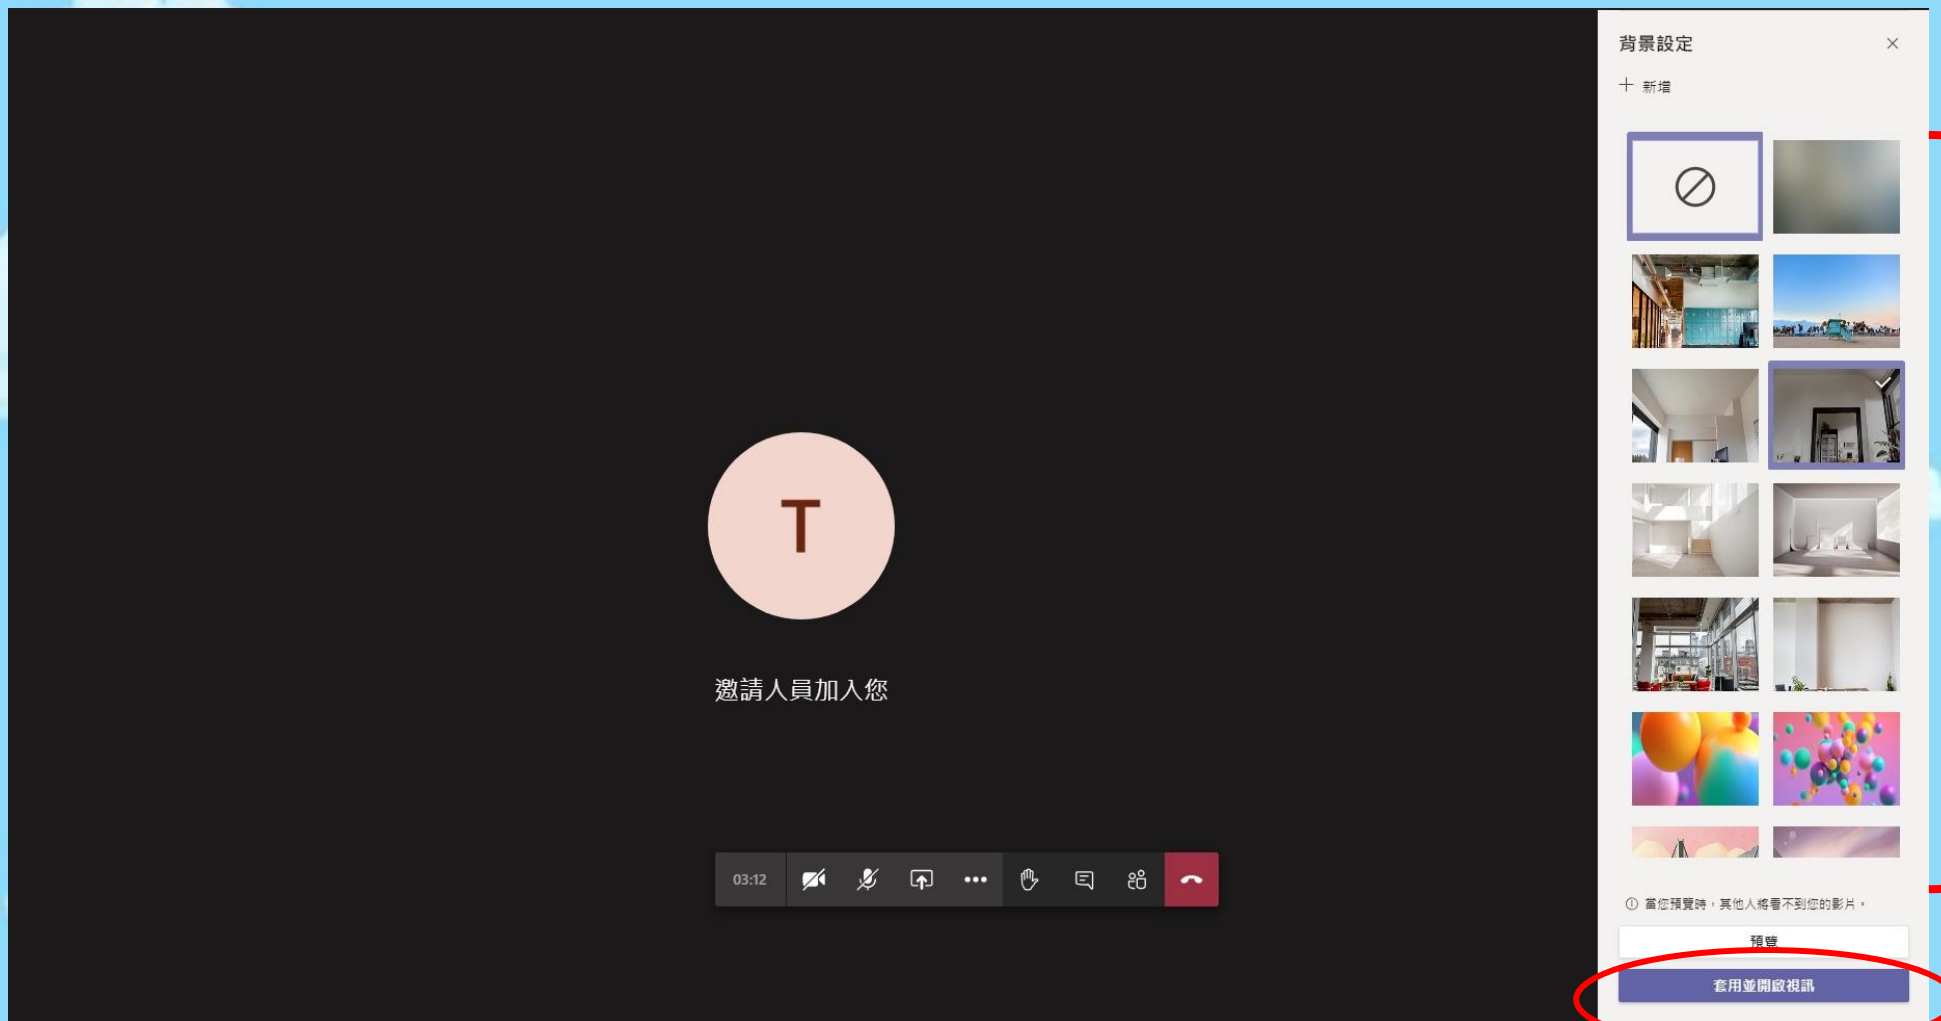 背景設定
新增
T
邀請人員加入您
03:12
當您預覽時，其他人將看不到您的影片。
預覽
套用並開啟視訊